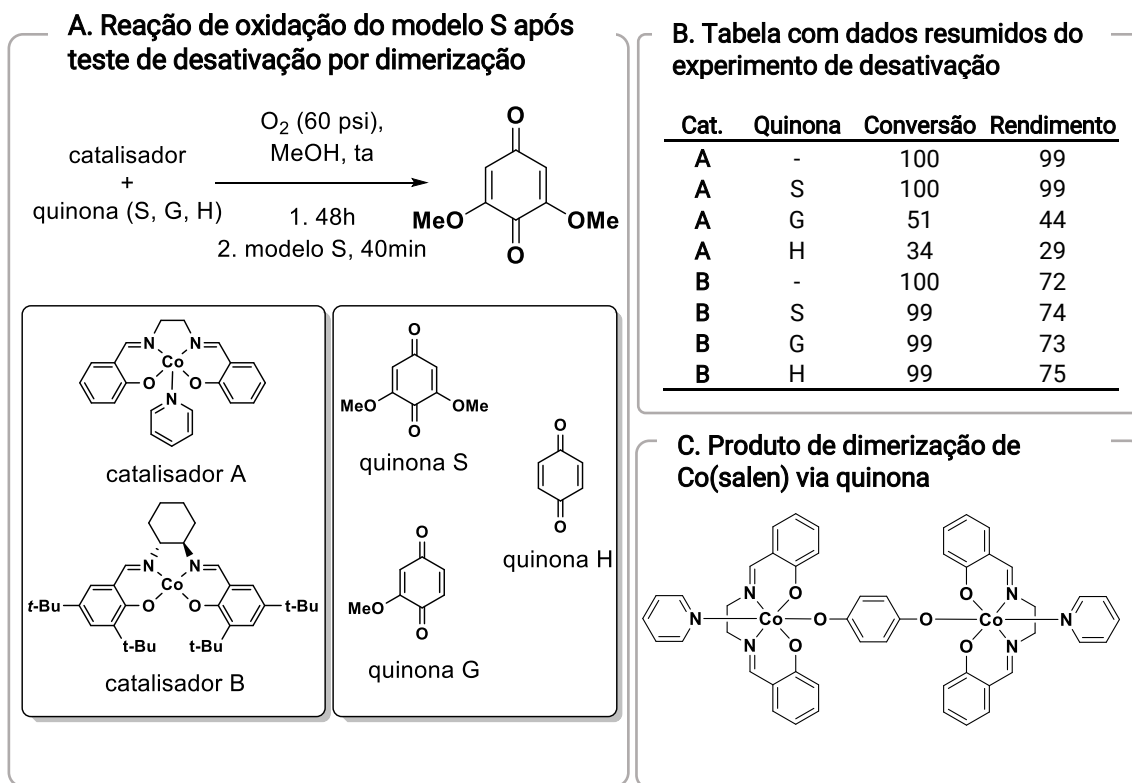 A. Reação de oxidação do modelo S após
teste de desativação por dimerização
catalisador
+
quinona (S, G, H)
O2 (60 psi),
MeOH, ta
1. 48h
2. modelo S, 40min
O
MeO
OMe
O
N
N
Co
O
O
N
catalisador A
N
N
Co
t-Bu
O
O
t-Bu
t-Bu
t-Bu
catalisador B
O
MeO
OMe
O
quinona S
O
O
quinona H
O
MeO
O
quinona G
B. Tabela com dados resumidos do
experimento de desativação
Cat. Quinona Conversão Rendimento
A - 100 99
A S 100 99
A G 51 44
A H 34 29
B - 100 72
B S 99 74
B G 99 73
B H 99 75
C. Produto de dimerização de
Co(salen) via quinona
N O O N
N Co O O Co N
N O O N